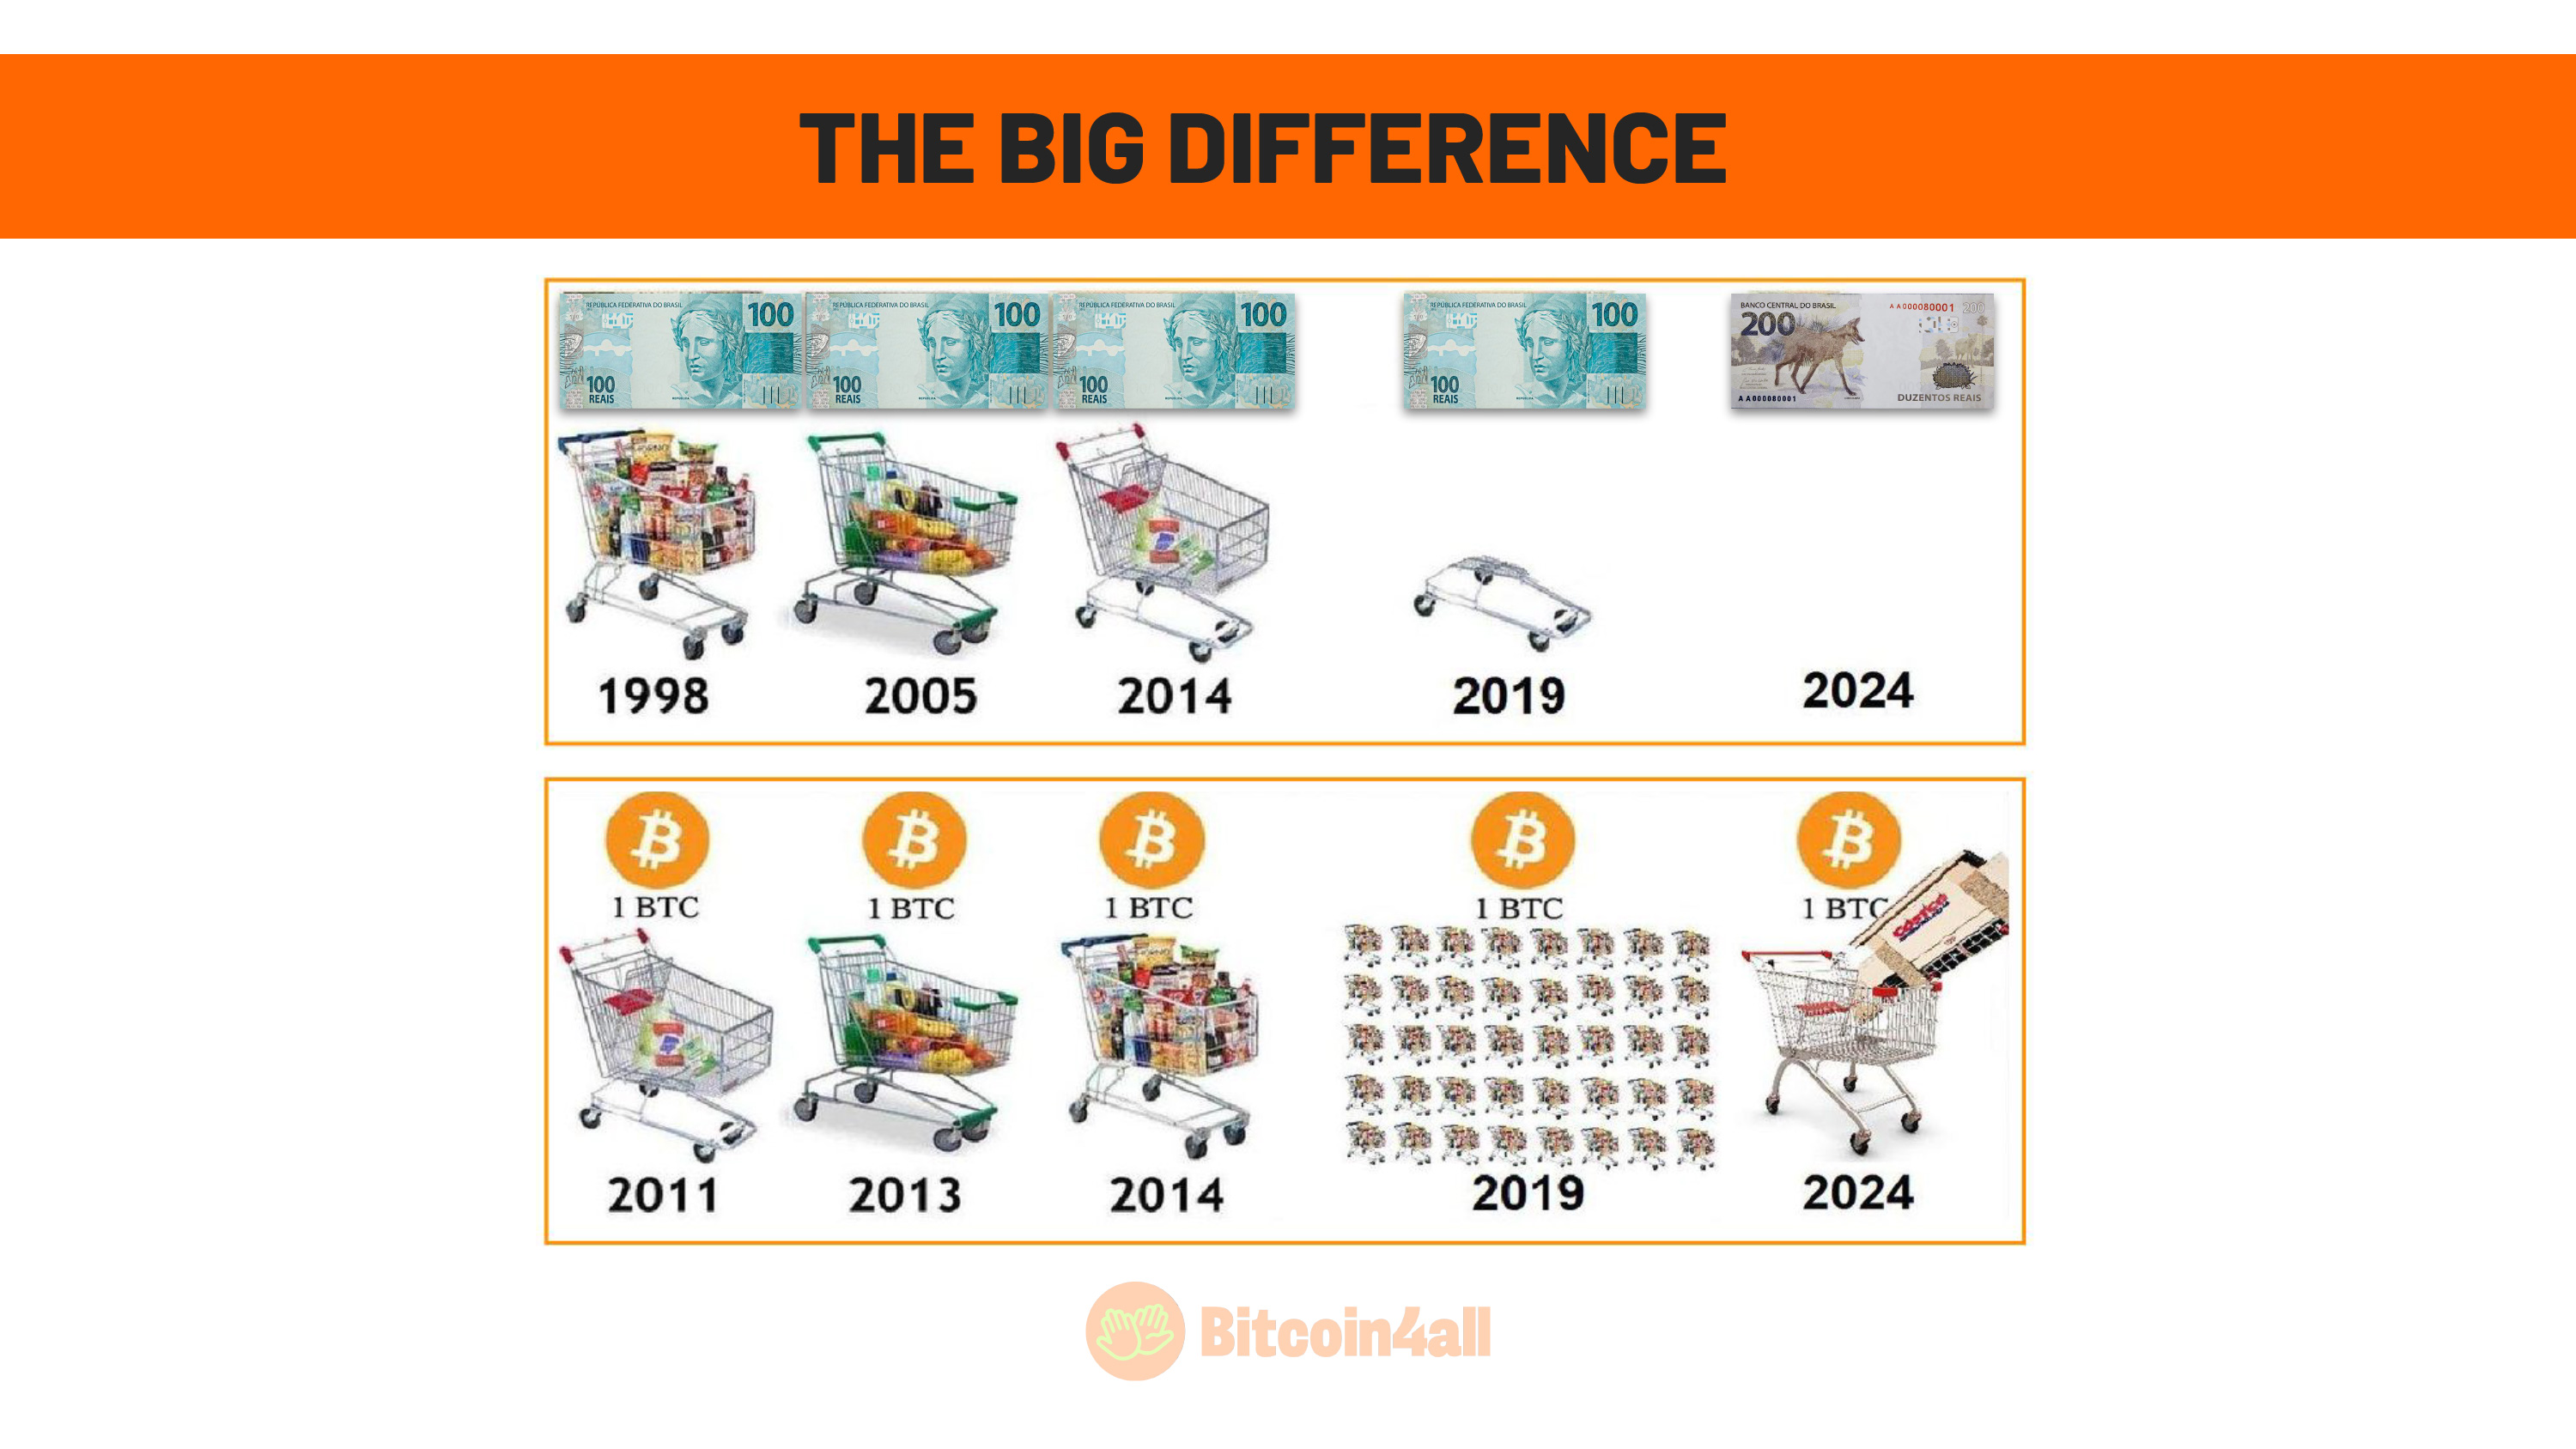 THE BIG DIFFERENCE
REPÚBLICA FEDERATIVA DO BRASIL 100
100
REAIS
REPÚBLICA FEDERATIVA DO BRASIL 100
100
REAIS
REPÚBLICA FEDERATIVA DO BRASIL 100
100
REAIS
REPÚBLICA FEDERATIVA DO BRASIL 100
100
REAIS
BANCO CENTRAL DO BRASIL AA000080001 200
200
AA000080001 DUZENTOS REAIS
1998 2005 2014 2019 2024
1 BTC 1 BTC 1 BTC 1 BTC 1 BTC
2011 2013 2014 2019 2024
Bitcoin4all